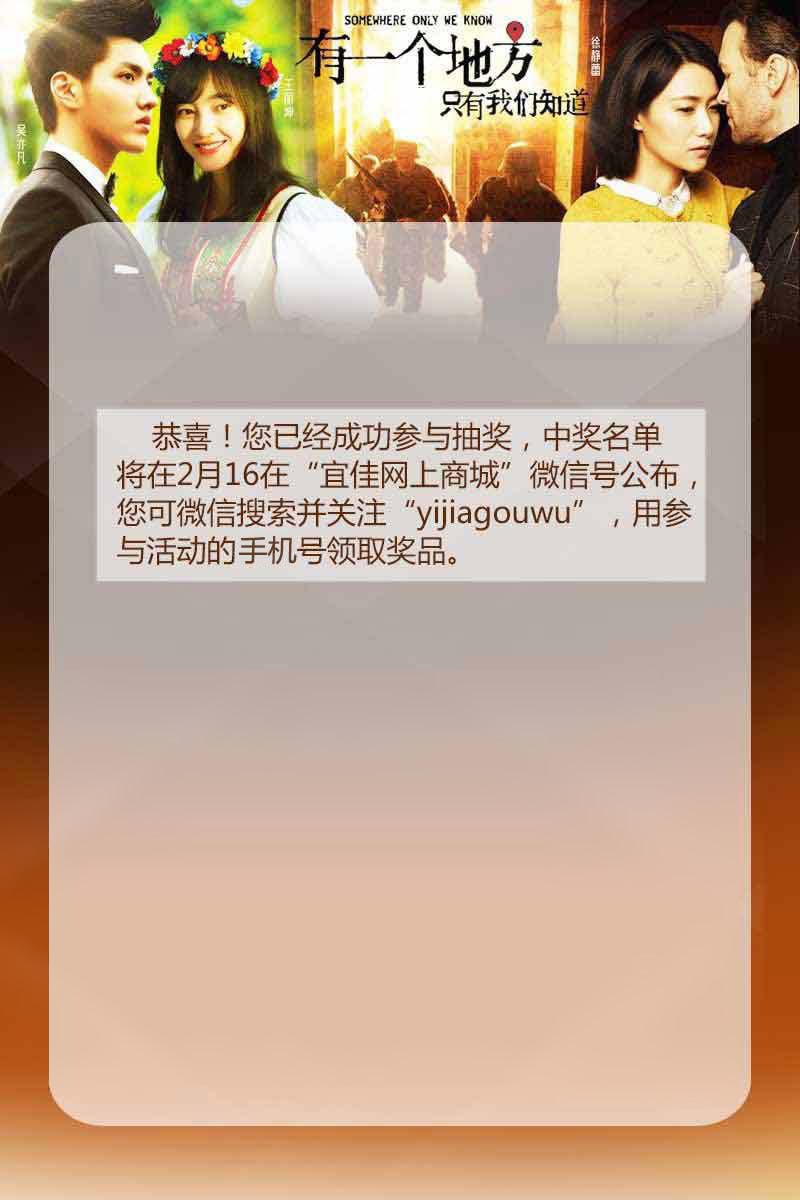 SOMEWHERE ONLY WE KNOW
有一个地方
只有我们知道
徐静蕾
王丽坤
吴亦凡
恭喜！您已经成功参与抽奖，中奖名单
将在2月16在“宜佳网上商城”微信号公布，
您可微信搜索并关注“yijiagouwu”，用参
与活动的手机号领取奖品。